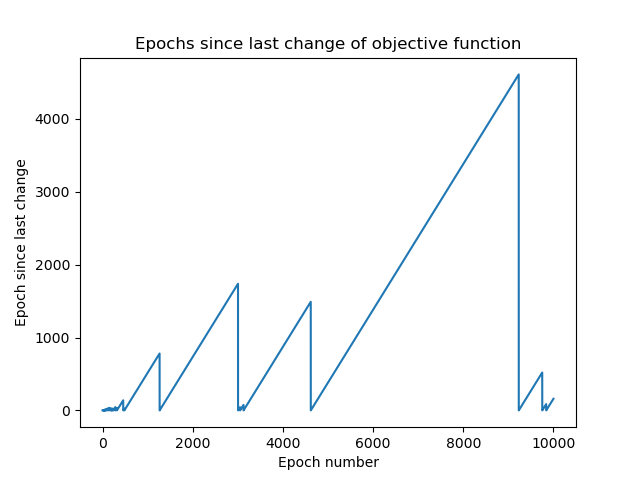 Epochs since last change of objective function
Epoch since last change
4000
3000
2000
1000
0
0 2000 4000 6000 8000 10000
Epoch number